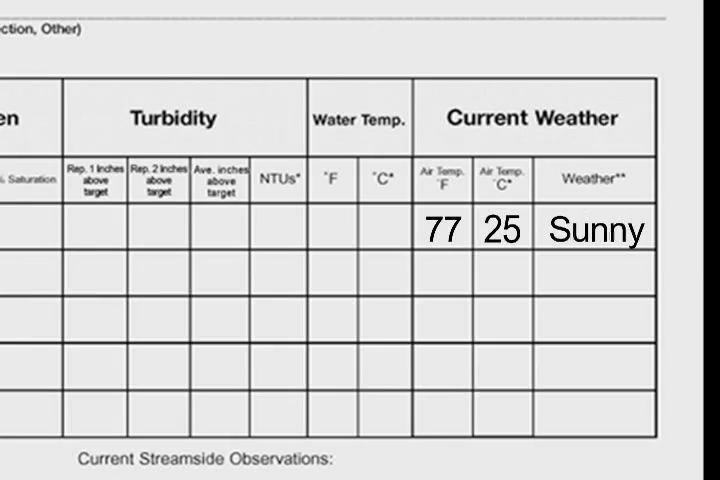 ction, Other)
en Turbidity Water Temp. Current Weather
% Saturation Rep. 1 Inches above target Rep. 2 Inches above target Ave. inches above target NTUs* °F °C* Air Temp. °F Air Temp. °C* Weather**
77 25 Sunny
Current Streamside Observations: